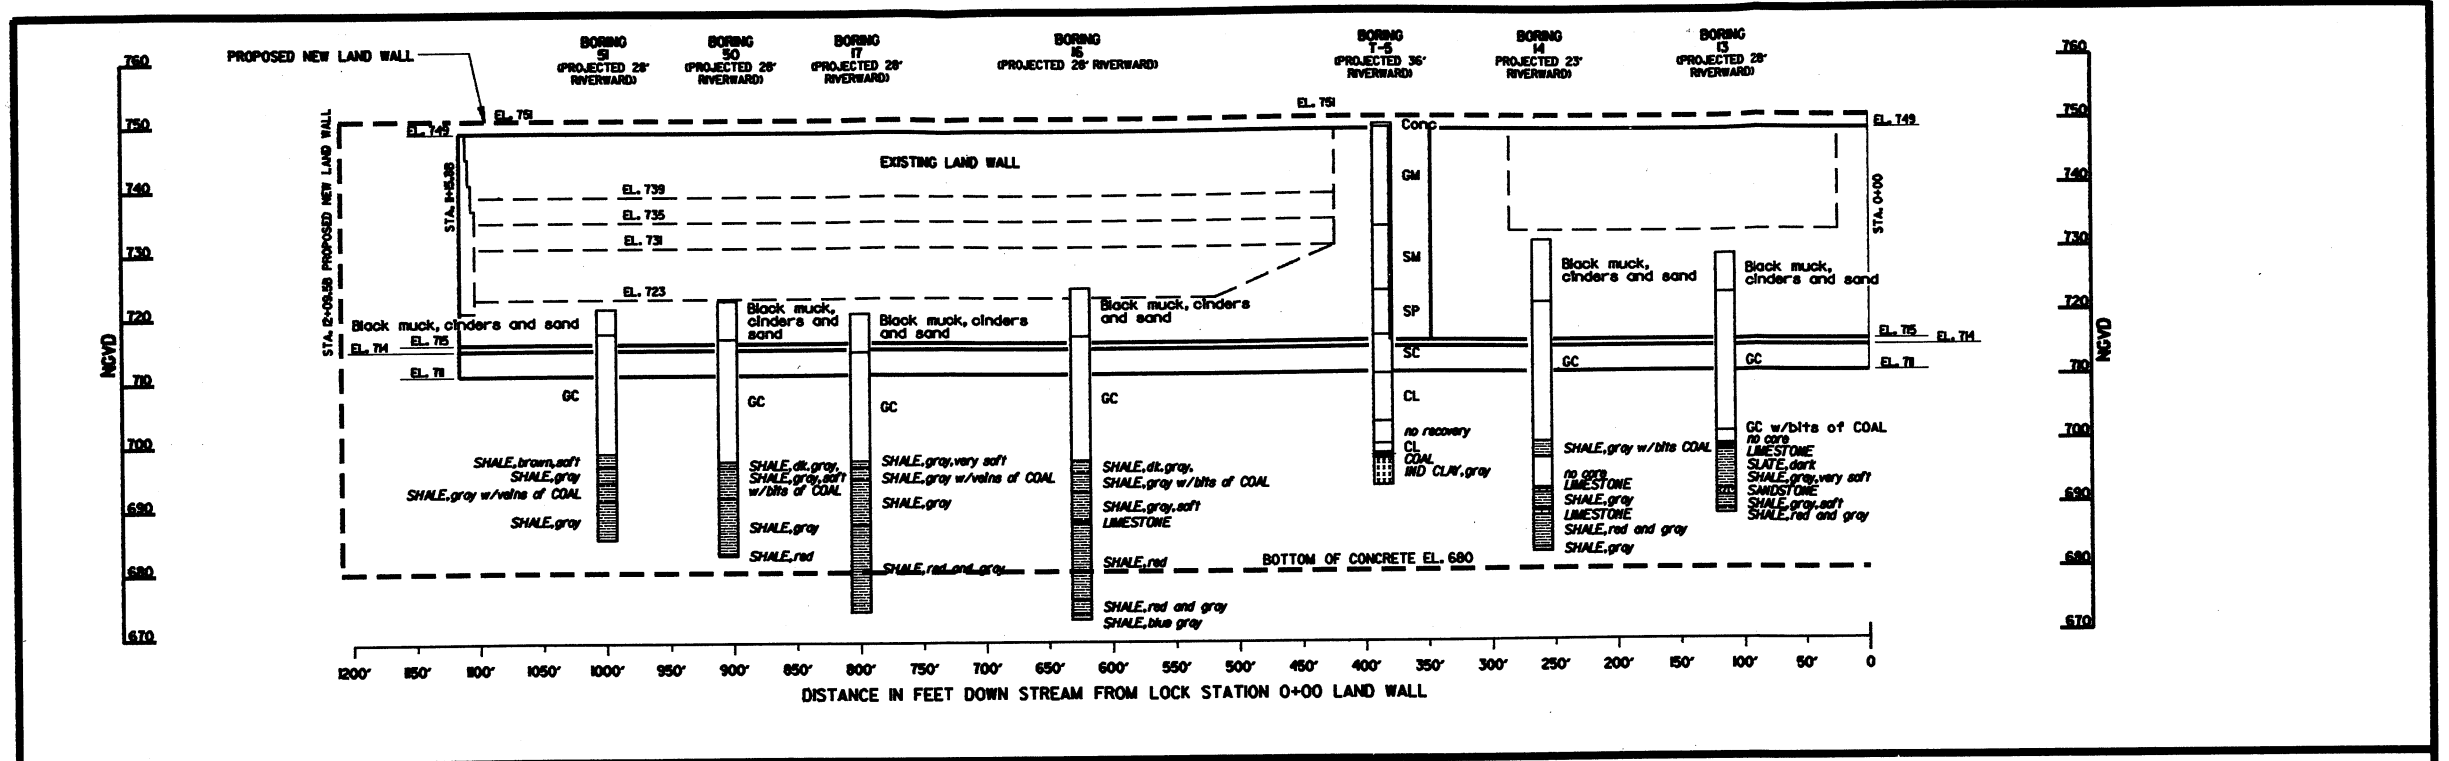 PROPOSED NEW LAND WALL
BORING
51
(PROJECTED 28'
RIVERWARD)
BORING
50
(PROJECTED 26'
RIVERWARD)
BORING
17
(PROJECTED 28'
RIVERWARD)
BORING
16
(PROJECTED 28' RIVERWARD)
BORING
T-5
(PROJECTED 36'
RIVERWARD)
BORING
14
PROJECTED 23'
RIVERWARD)
BORING
13
(PROJECTED 28'
RIVERWARD)
760
750
740
730
720
710
700
690
680
670
NGVD
STA. 12+09.58 PROPOSED NEW LAND WALL
STA. 11+15.88
EL. 751
EL. 749
EL. 751
EL. 749
EXISTING LAND WALL
EL. 739
EL. 735
EL. 731
EL. 723
EL. 714
EL. 715
EL. 711
STA. 0+00
EL. 715
EL. 714
EL. 711
Black muck, cinders and sand
GC
SHALE, brown, soft
SHALE, gray
SHALE, gray w/veins of COAL
SHALE, gray
Black muck,
cinders and
sand
GC
SHALE, dk. gray,
SHALE, gray, soft
w/bits of COAL
SHALE, gray
SHALE, red
Black muck, cinders
and sand
GC
SHALE, gray, very soft
SHALE, gray w/veins of COAL
SHALE, gray
SHALE, red and gray
Black muck, cinders
and sand
GC
SHALE, dk. gray,
SHALE, gray w/bits of COAL
SHALE, gray, soft
LIMESTONE
SHALE, red
SHALE, red and gray
SHALE, blue gray
Conc
GM
SM
SP
SC
CL
no recovery
CL
COAL
IND CLAY, gray
Black muck,
cinders and sand
GC
SHALE, gray w/bits COAL
no core
LIMESTONE
SHALE, gray
LIMESTONE
SHALE, red and gray
SHALE, gray
Black muck,
cinders and sand
GC
GC w/bits of COAL
no core
LIMESTONE
SLATE, dark
SHALE, gray, very soft
SANDSTONE
SHALE, gray, soft
SHALE, red and gray
BOTTOM OF CONCRETE EL. 680
760
750
740
730
720
710
700
690
680
670
NGVD
1200' 1150' 1100' 1050' 1000' 950' 900' 850' 800' 750' 700' 650' 600' 550' 500' 450' 400' 350' 300' 250' 200' 150' 100' 50' 0
DISTANCE IN FEET DOWN STREAM FROM LOCK STATION 0+00 LAND WALL